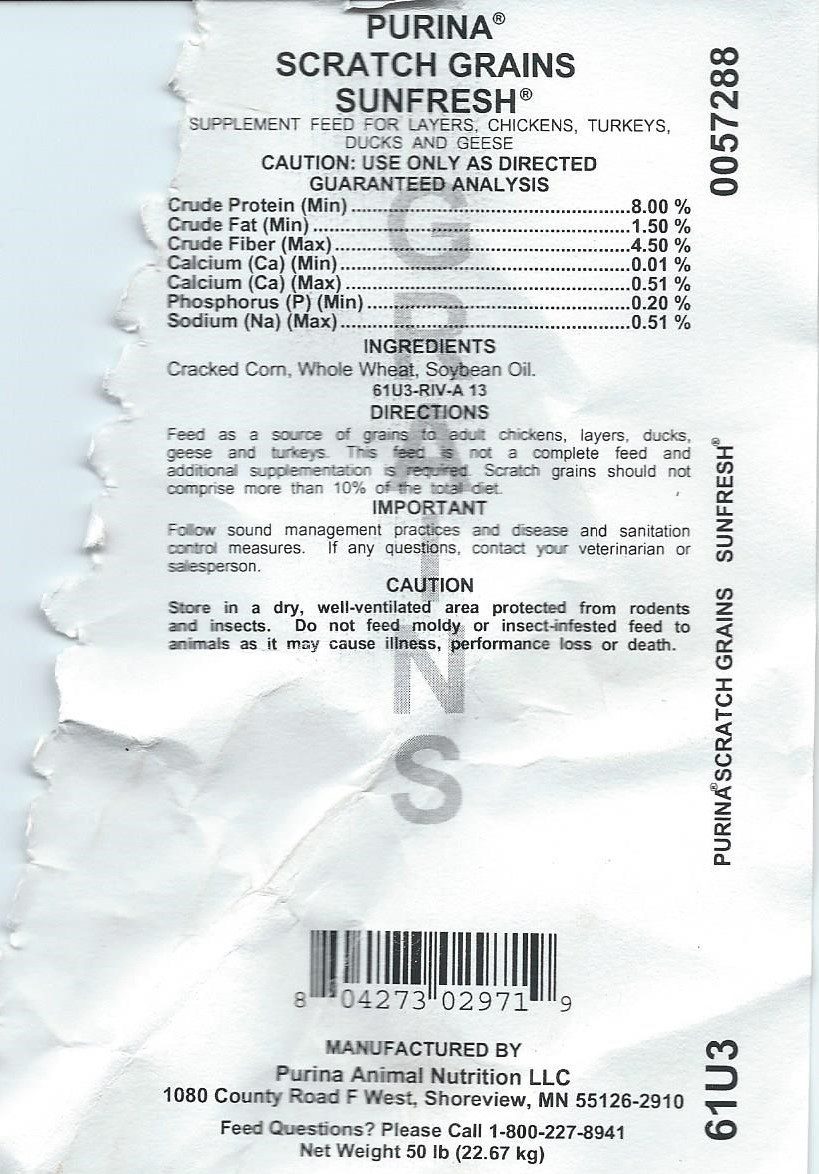 PURINA®
SCRATCH GRAINS
SUNFRESH®
SUPPLEMENT FEED FOR LAYERS, CHICKENS, TURKEYS,
DUCKS AND GEESE
CAUTION: USE ONLY AS DIRECTED
GUARANTEED ANALYSIS
Crude Protein (Min)..............................................8.00 %
Crude Fat (Min)....................................................1.50 %
Crude Fiber (Max)................................................4.50 %
Calcium (Ca) (Min)...............................................0.01 %
Calcium (Ca) (Max)..............................................0.51 %
Phosphorus (P) (Min)...........................................0.20 %
Sodium (Na) (Max)...............................................0.51 %
INGREDIENTS
Cracked Corn, Whole Wheat, Soybean Oil.
61U3-RIV-A 13
DIRECTIONS
Feed as a source of grains to adult chickens, layers, ducks,
geese and turkeys. This feed is not a complete feed and
additional supplementation is required. Scratch grains should not
comprise more than 10% of the total diet.
IMPORTANT
Follow sound management practices and disease and sanitation
control measures. If any questions, contact your veterinarian or
salesperson.
CAUTION
Store in a dry, well-ventilated area protected from rodents
and insects. Do not feed moldy or insect-infested feed to
animals as it may cause illness, performance loss or death.
GRAINS
8 04273 02971 9
MANUFACTURED BY
Purina Animal Nutrition LLC
1080 County Road F West, Shoreview, MN 55126-2910
Feed Questions? Please Call 1-800-227-8941
Net Weight 50 lb (22.67 kg)
0057288
PURINA® SCRATCH GRAINS SUNFRESH®
61U3